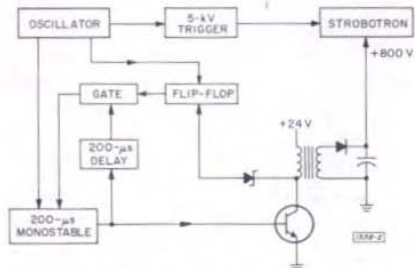 OSCILLATOR
5-kV
TRIGGER
STROBOTRON
+800 V
GATE
FLIP-FLOP
+24 V
200-μs
DELAY
200-μs
MONOSTABLE